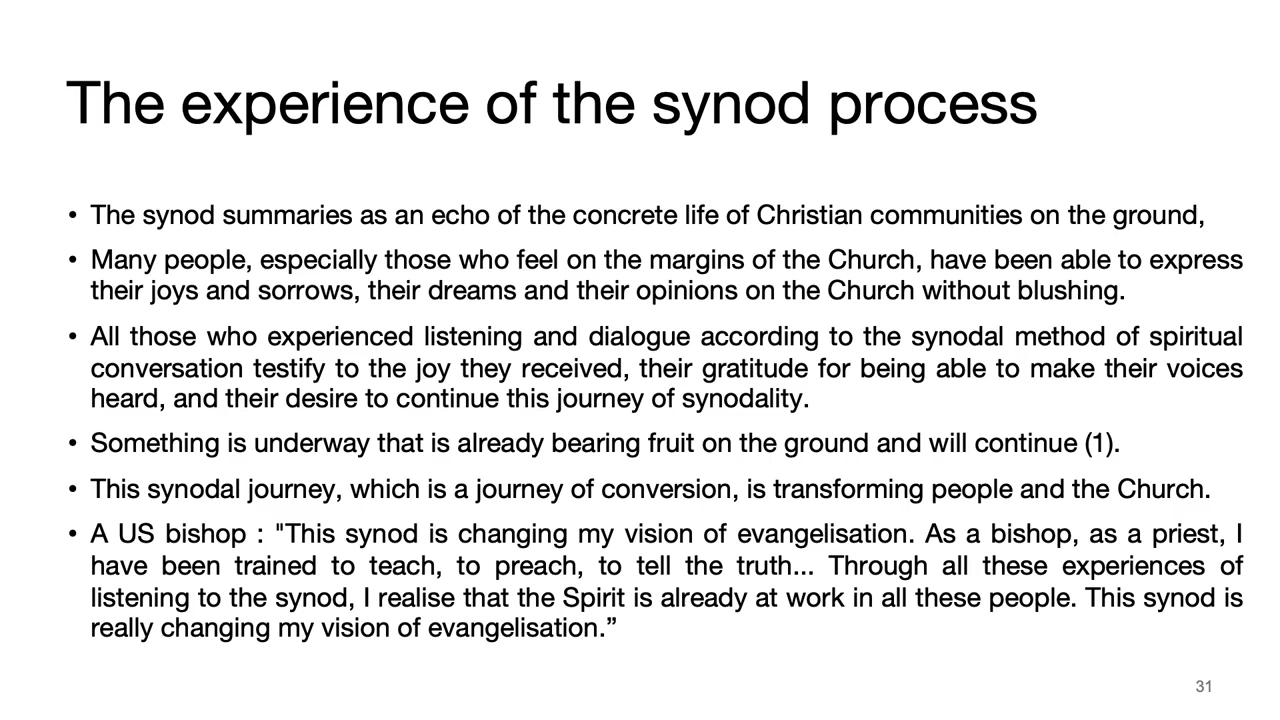 The experience of the synod process
• The synod summaries as an echo of the concrete life of Christian communities on the ground,
• Many people, especially those who feel on the margins of the Church, have been able to express
their joys and sorrows, their dreams and their opinions on the Church without blushing.
• All those who experienced listening and dialogue according to the synodal method of spiritual
conversation testify to the joy they received, their gratitude for being able to make their voices
heard, and their desire to continue this journey of synodality.
• Something is underway that is already bearing fruit on the ground and will continue (1).
• This synodal journey, which is a journey of conversion, is transforming people and the Church.
• A US bishop : "This synod is changing my vision of evangelisation. As a bishop, as a priest, I
have been trained to teach, to preach, to tell the truth... Through all these experiences of
listening to the synod, I realise that the Spirit is already at work in all these people. This synod is
really changing my vision of evangelisation.”
31